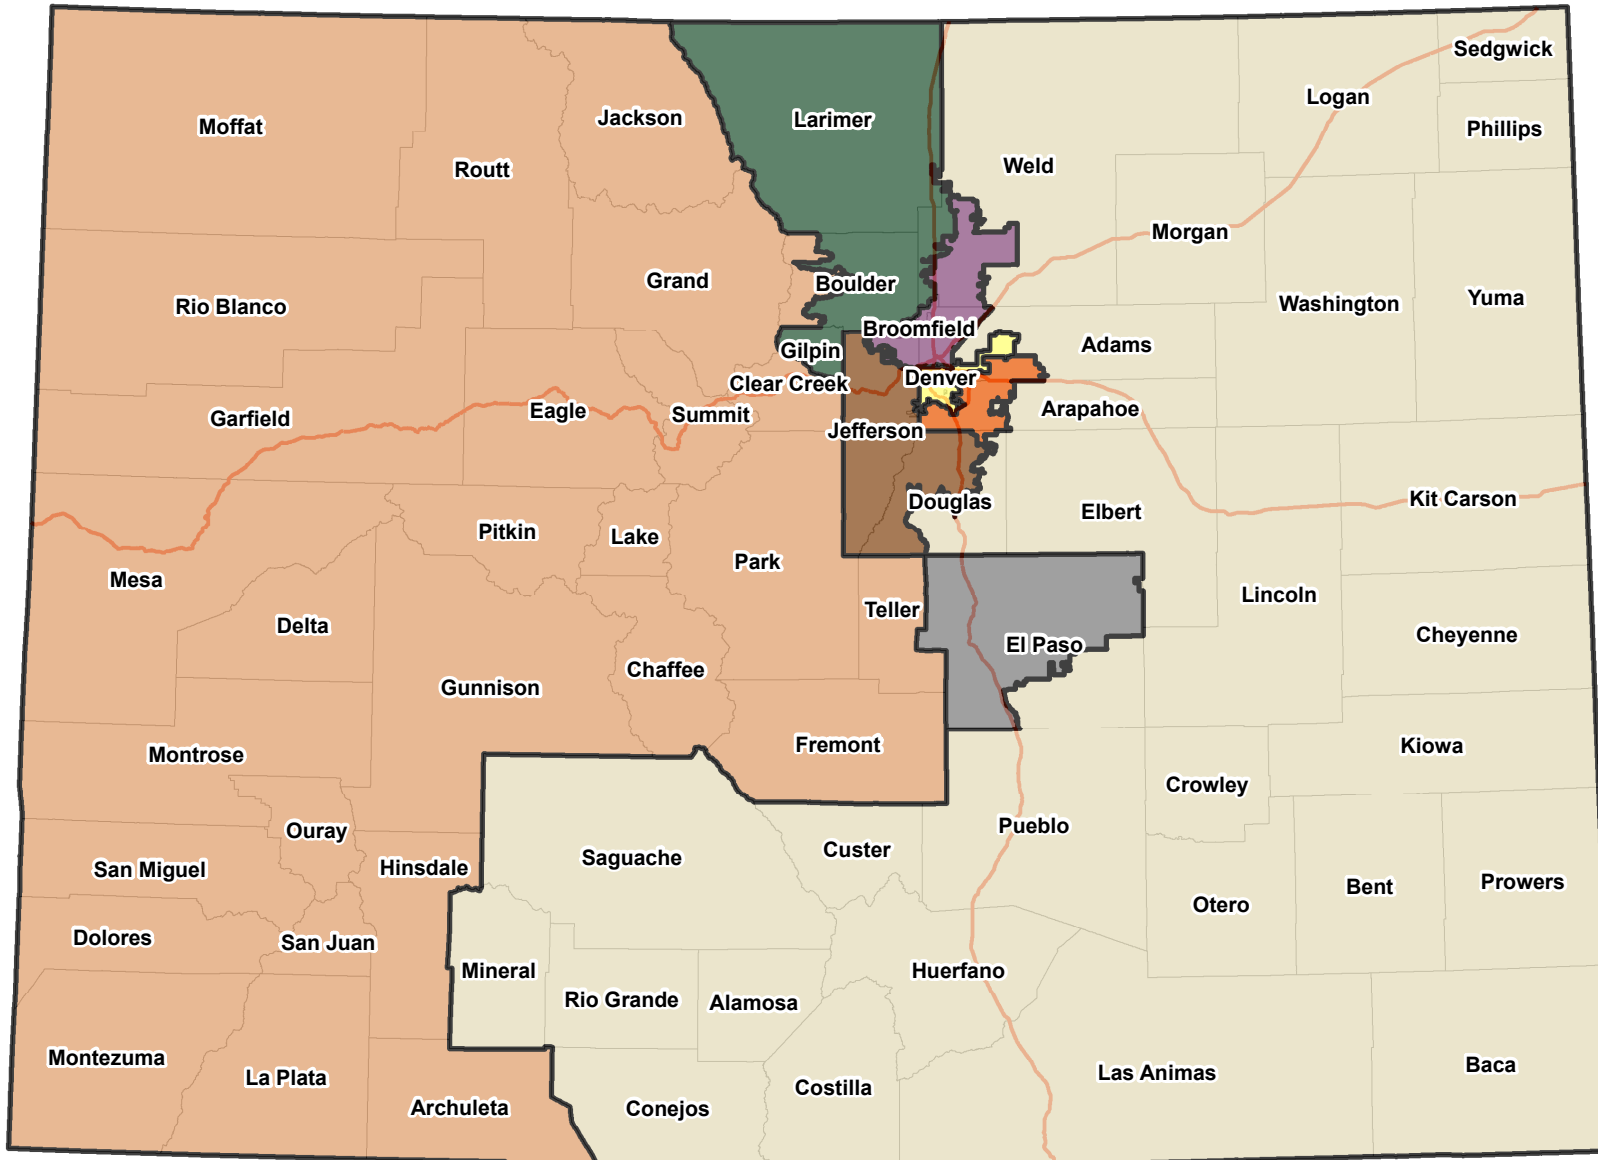 Sedgwick
Logan
Moffat
Jackson
Larimer
Phillips
Routt
Weld
Morgan
Grand
Boulder
Rio Blanco
Washington
Yuma
Broomfield
Gilpin
Adams
Clear Creek
Denver
Garfield
Eagle
Summit
Arapahoe
Jefferson
Douglas
Kit Carson
Pitkin
Lake
Elbert
Park
Mesa
Teller
Lincoln
Delta
El Paso
Cheyenne
Chaffee
Gunnison
Montrose
Fremont
Kiowa
Crowley
Ouray
Pueblo
San Miguel
Hinsdale
Saguache
Custer
Bent
Prowers
Otero
Dolores
San Juan
Mineral
Rio Grande
Alamosa
Huerfano
Montezuma
La Plata
Costilla
Las Animas
Baca
Archuleta
Conejos